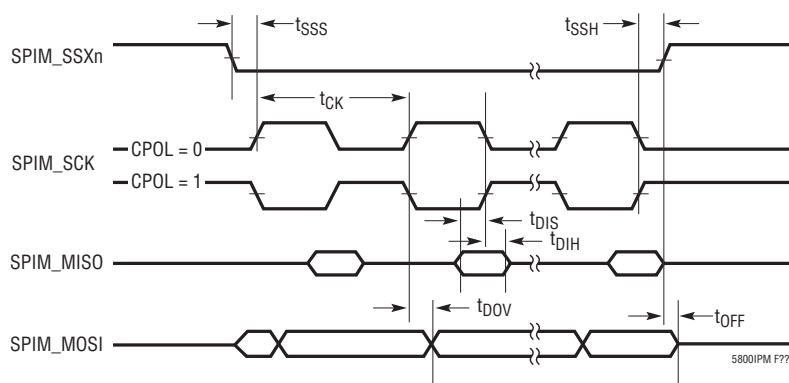 tSSS
tSSH
SPIM_SSXn
tCK
SPIM_SCK
CPOL = 0
CPOL = 1
tDIS
tDIH
SPIM_MISO
tDOV
tOFF
SPIM_MOSI
5800IPM F??